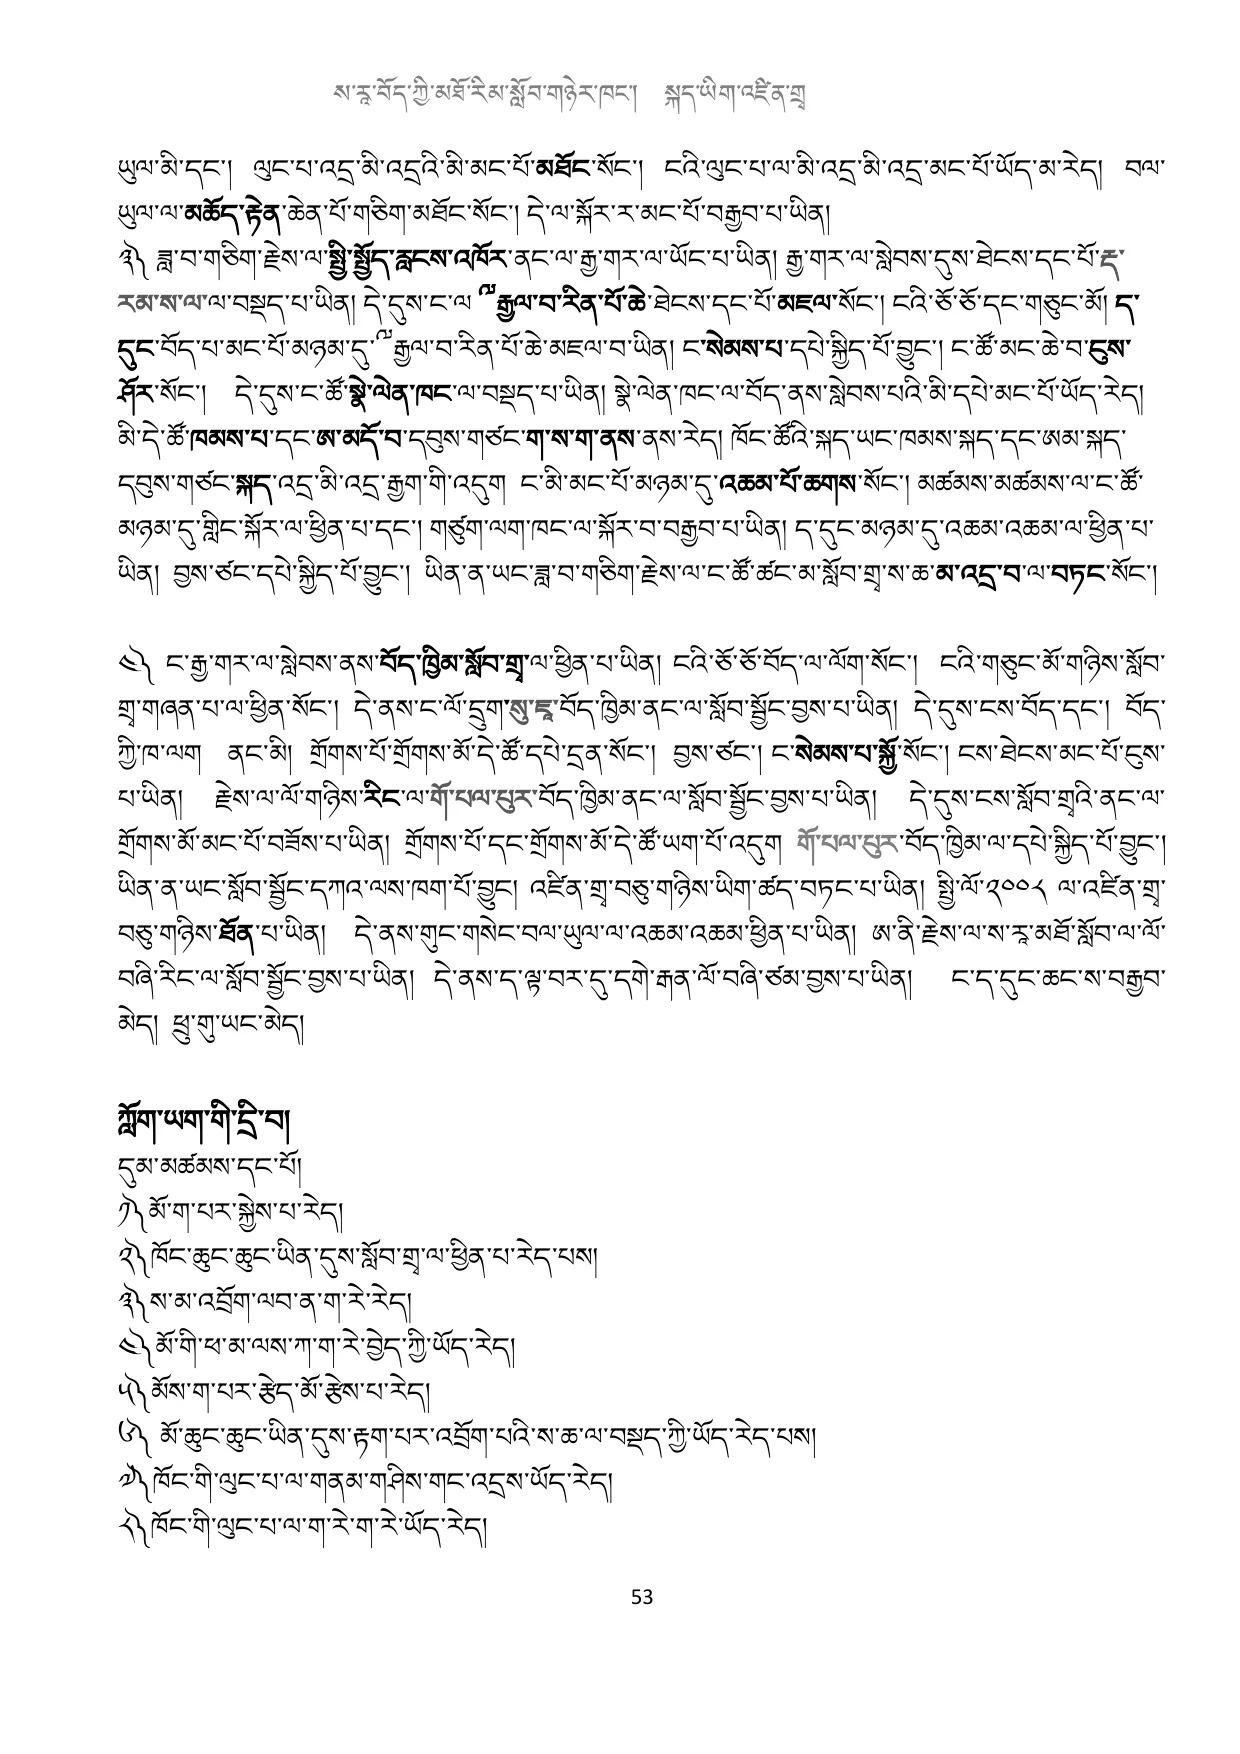 ས་རཱ་བོད་ཀྱི་མཐོ་རིམ་སློབ་གཉེར་ཁང་། སྐད་ཡིག་འཛིན་གྲྭ
ཡུལ་མི་དང་། ལུང་པ་འདྲ་མི་འདྲའི་མི་མང་པོ་མཐོང་སོང་། ངའི་ལུང་པ་ལ་མི་འདྲ་མི་འདྲ་མང་པོ་ཡོད་མ་རེད། བལ་
ཡུལ་ལ་མཆོད་རྟེན་ཆེན་པོ་གཅིག་མཐོང་སོང་། དེ་ལ་སྐོར་ར་མང་པོ་བརྒྱབ་པ་ཡིན།
༣༽ ཟླ་བ་གཅིག་རྗེས་ལ་སྤྱི་སྤྱོད་རླངས་འཁོར་ནང་ལ་རྒྱ་གར་ལ་ཡོང་པ་ཡིན། རྒྱ་གར་ལ་སླེབས་དུས་ཐེངས་དང་པོ་རྡ་
རམ་ས་ལ་ལ་བསྡད་པ་ཡིན། དེ་དུས་ང་ལ ༸རྒྱལ་བ་རིན་པོ་ཆེ་ཐེངས་དང་པོ་མཇལ་སོང་། ངའི་ཅོ་ཅོ་དང་གཅུང་མོ། ད་
དུང་བོད་པ་མང་པོ་མཉམ་དུ་༸རྒྱལ་བ་རིན་པོ་ཆེ་མཇལ་བ་ཡིན། ང་སེམས་པ་དཔེ་སྐྱིད་པོ་བྱུང་། ང་ཚོ་མང་ཆེ་བ་ངུས་
ཤོར་སོང་། དེ་དུས་ང་ཚོ་སྣེ་ལེན་ཁང་ལ་བསྡད་པ་ཡིན། སྣེ་ལེན་ཁང་ལ་བོད་ནས་སླེབས་པའི་མི་དཔེ་མང་པོ་ཡོད་རེད།
མི་དེ་ཚོ་ཁམས་པ་དང་ཨ་མདོ་བ་དབུས་གཙང་ག་ས་ག་ནས་ནས་རེད། ཁོང་ཚོའི་སྐད་ཡང་ཁམས་སྐད་དང་ཨམ་སྐད་
དབུས་གཙང་སྐད་འདྲ་མི་འདྲ་རྒྱག་གི་འདུག ང་མི་མང་པོ་མཉམ་དུ་འཆམ་པོ་ཆགས་སོང་། མཚམས་མཚམས་ལ་ང་ཚོ་
མཉམ་དུ་གླིང་སྐོར་ལ་ཕྱིན་པ་དང་། གཙུག་ལག་ཁང་ལ་སྐོར་བ་བརྒྱབ་པ་ཡིན། ད་དུང་མཉམ་དུ་འཆམ་འཆམ་ལ་ཕྱིན་པ་
ཡིན། བྱས་ཙང་དཔེ་སྐྱིད་པོ་བྱུང་། ཡིན་ན་ཡང་ཟླ་བ་གཅིག་རྗེས་ལ་ང་ཚོ་ཚང་མ་སློབ་གྲྭ་ས་ཆ་མ་འདྲ་བ་ལ་བཏང་སོང་།
༤༽ ང་རྒྱ་གར་ལ་སླེབས་ནས་བོད་ཁྱིམ་སློབ་གྲྭ་ལ་ཕྱིན་པ་ཡིན། ངའི་ཅོ་ཅོ་བོད་ལ་ལོག་སོང་། ངའི་གཅུང་མོ་གཉིས་སློབ་
གྲྭ་གཞན་པ་ལ་ཕྱིན་སོང་། དེ་ནས་ང་ལོ་དྲུག་སུ་ཇཱ་བོད་ཁྱིམ་ནང་ལ་སློབ་སྦྱོང་བྱས་པ་ཡིན། དེ་དུས་ངས་བོད་དང་། བོད་
ཀྱི་ཁ་ལག ནང་མི། གྲོགས་པོ་གྲོགས་མོ་དེ་ཚོ་དཔེ་དྲན་སོང་། བྱས་ཙང་། ང་སེམས་པ་སྐྱོ་སོང་། ངས་ཐེངས་མང་པོ་ངུས་
པ་ཡིན། རྗེས་ལ་ལོ་གཉིས་རིང་ལ་གོ་པལ་པུར་བོད་ཁྱིམ་ནང་ལ་སློབ་སྦྱོང་བྱས་པ་ཡིན། དེ་དུས་ངས་སློབ་གྲྭའི་ནང་ལ་
གྲོགས་མོ་མང་པོ་བཟོས་པ་ཡིན། གྲོགས་པོ་དང་གྲོགས་མོ་དེ་ཚོ་ཡག་པོ་འདུག གོ་པལ་པུར་བོད་ཁྱིམ་ལ་དཔེ་སྐྱིད་པོ་བྱུང་།
ཡིན་ན་ཡང་སློབ་སྦྱོང་དཀའ་ལས་ཁག་པོ་བྱུང། འཛིན་གྲྭ་བཅུ་གཉིས་ཡིག་ཚད་བཏང་པ་ཡིན། སྤྱི་ལོ་༢༠༠༨ ལ་འཛིན་གྲྭ་
བཅུ་གཉིས་ཐོན་པ་ཡིན། དེ་ནས་གུང་གསེང་བལ་ཡུལ་ལ་འཆམ་འཆམ་ཕྱིན་པ་ཡིན། ཨ་ནི་རྗེས་ལ་ས་རཱ་མཐོ་སློབ་ལ་ལོ་
བཞི་རིང་ལ་སློབ་སྦྱོང་བྱས་པ་ཡིན། དེ་ནས་ད་ལྟ་བར་དུ་དགེ་རྒན་ལོ་བཞི་ཙམ་བྱས་པ་ཡིན། ང་ད་དུང་ཆང་ས་བརྒྱབ་
མེད། ཕྲུ་གུ་ཡང་མེད།
ཀློག་ཡག་གི་དྲི་བ།
དུམ་མཚམས་དང་པོ།
༡༽ མོ་ག་པར་སྐྱེས་པ་རེད།
༢༽ཁོང་ཆུང་ཆུང་ཡིན་དུས་སློབ་གྲྭ་ལ་ཕྱིན་པ་རེད་པས།
༣༽ས་མ་འབྲོག་ལབ་ན་ག་རེ་རེད།
༤༽མོ་གི་ཕ་མ་ལས་ཀ་ག་རེ་བྱེད་ཀྱི་ཡོད་རེད།
༥༽མོས་ག་པར་རྩེད་མོ་རྩེས་པ་རེད།
༦༽ མོ་ཆུང་ཆུང་ཡིན་དུས་རྟག་པར་འབྲོག་པའི་ས་ཆ་ལ་བསྡད་ཀྱི་ཡོད་རེད་པས།
༧༽ཁོང་གི་ལུང་པ་ལ་གནམ་གཤིས་གང་འདྲས་ཡོད་རེད།
༨༽ཁོང་གི་ལུང་པ་ལ་ག་རེ་ག་རེ་ཡོད་རེད།
53